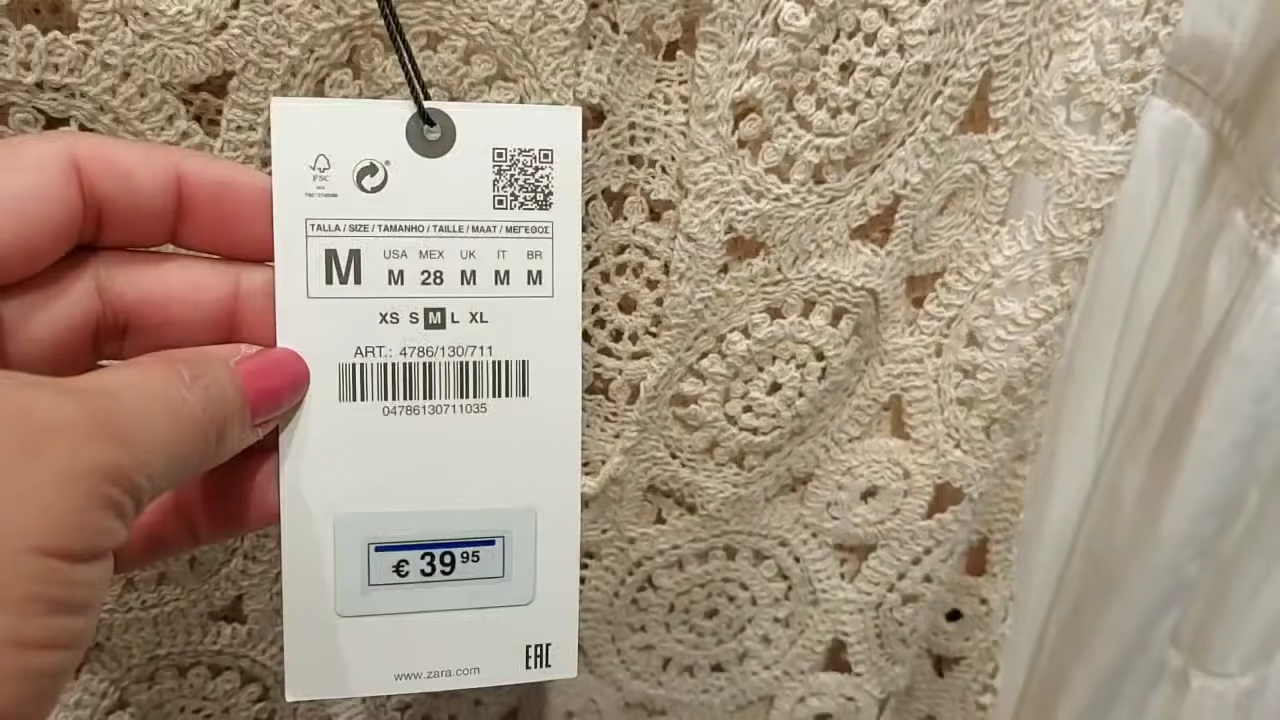 FSC
TALLA / SIZE / TAMANHO / TAILLE / MAAT / ΜΕΓΕΘΟΣ
M
USA MEX UK IT BR
M 28 M M M
XS S M L XL
ART.: 4786/130/711
04786130711035
€ 39 95
www.zara.com
EAC